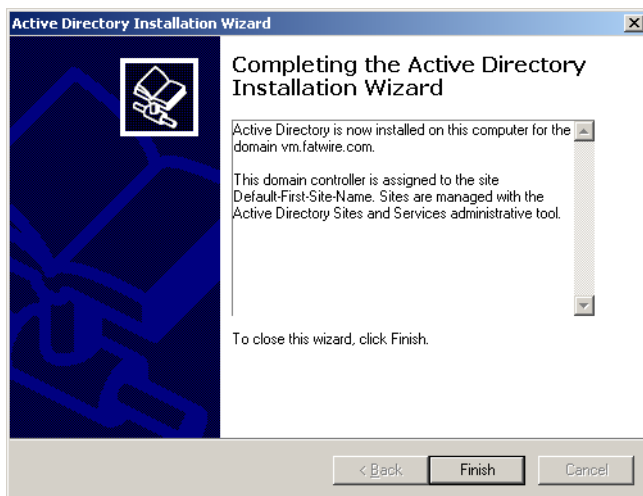 Active Directory Installation Wizard
Completing the Active Directory
Installation Wizard
Active Directory is now installed on this computer for the
domain vm.fatwire.com.
This domain controller is assigned to the site
Default-First-Site-Name. Sites are managed with the
Active Directory Sites and Services administrative tool.
To close this wizard, click Finish.
< Back
Finish
Cancel